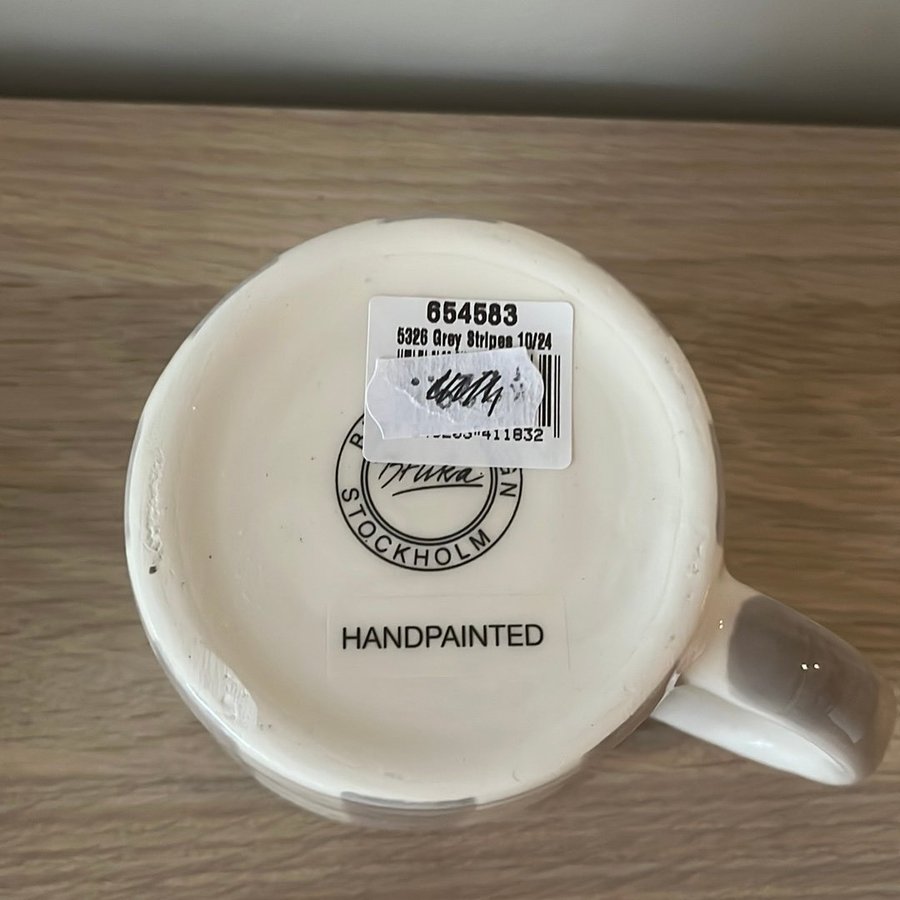 654583
5326 Grey Stripes 10/24
411832
Bruka
STOCKHOLM
HANDPAINTED